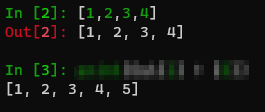 In [2]: [1,2,3,4]
Out[2]: [1, 2, 3, 4]
In [3]:
[1, 2, 3, 4, 5]